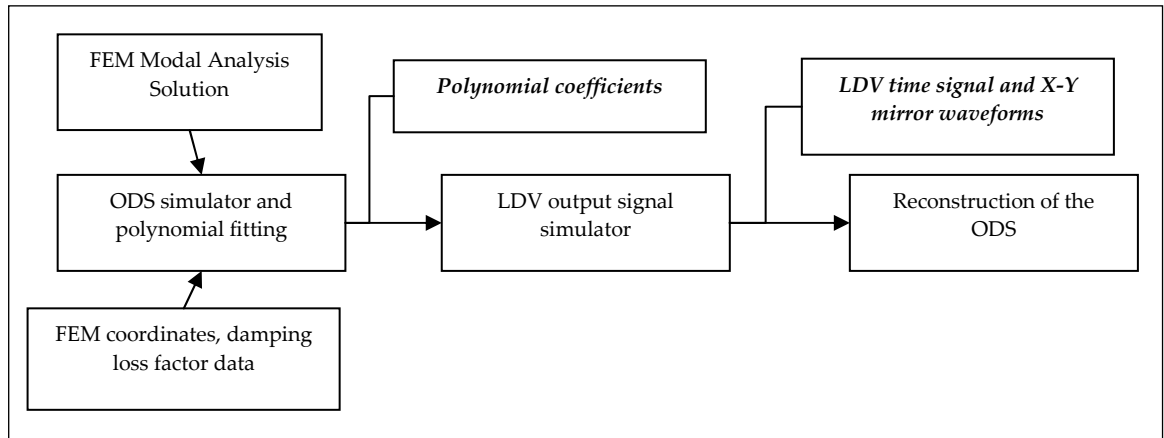 FEM Modal Analysis
Solution
Polynomial coefficients
LDV time signal and X-Y
mirror waveforms
ODS simulator and
polynomial fitting
LDV output signal
simulator
Reconstruction of the
ODS
FEM coordinates, damping
loss factor data